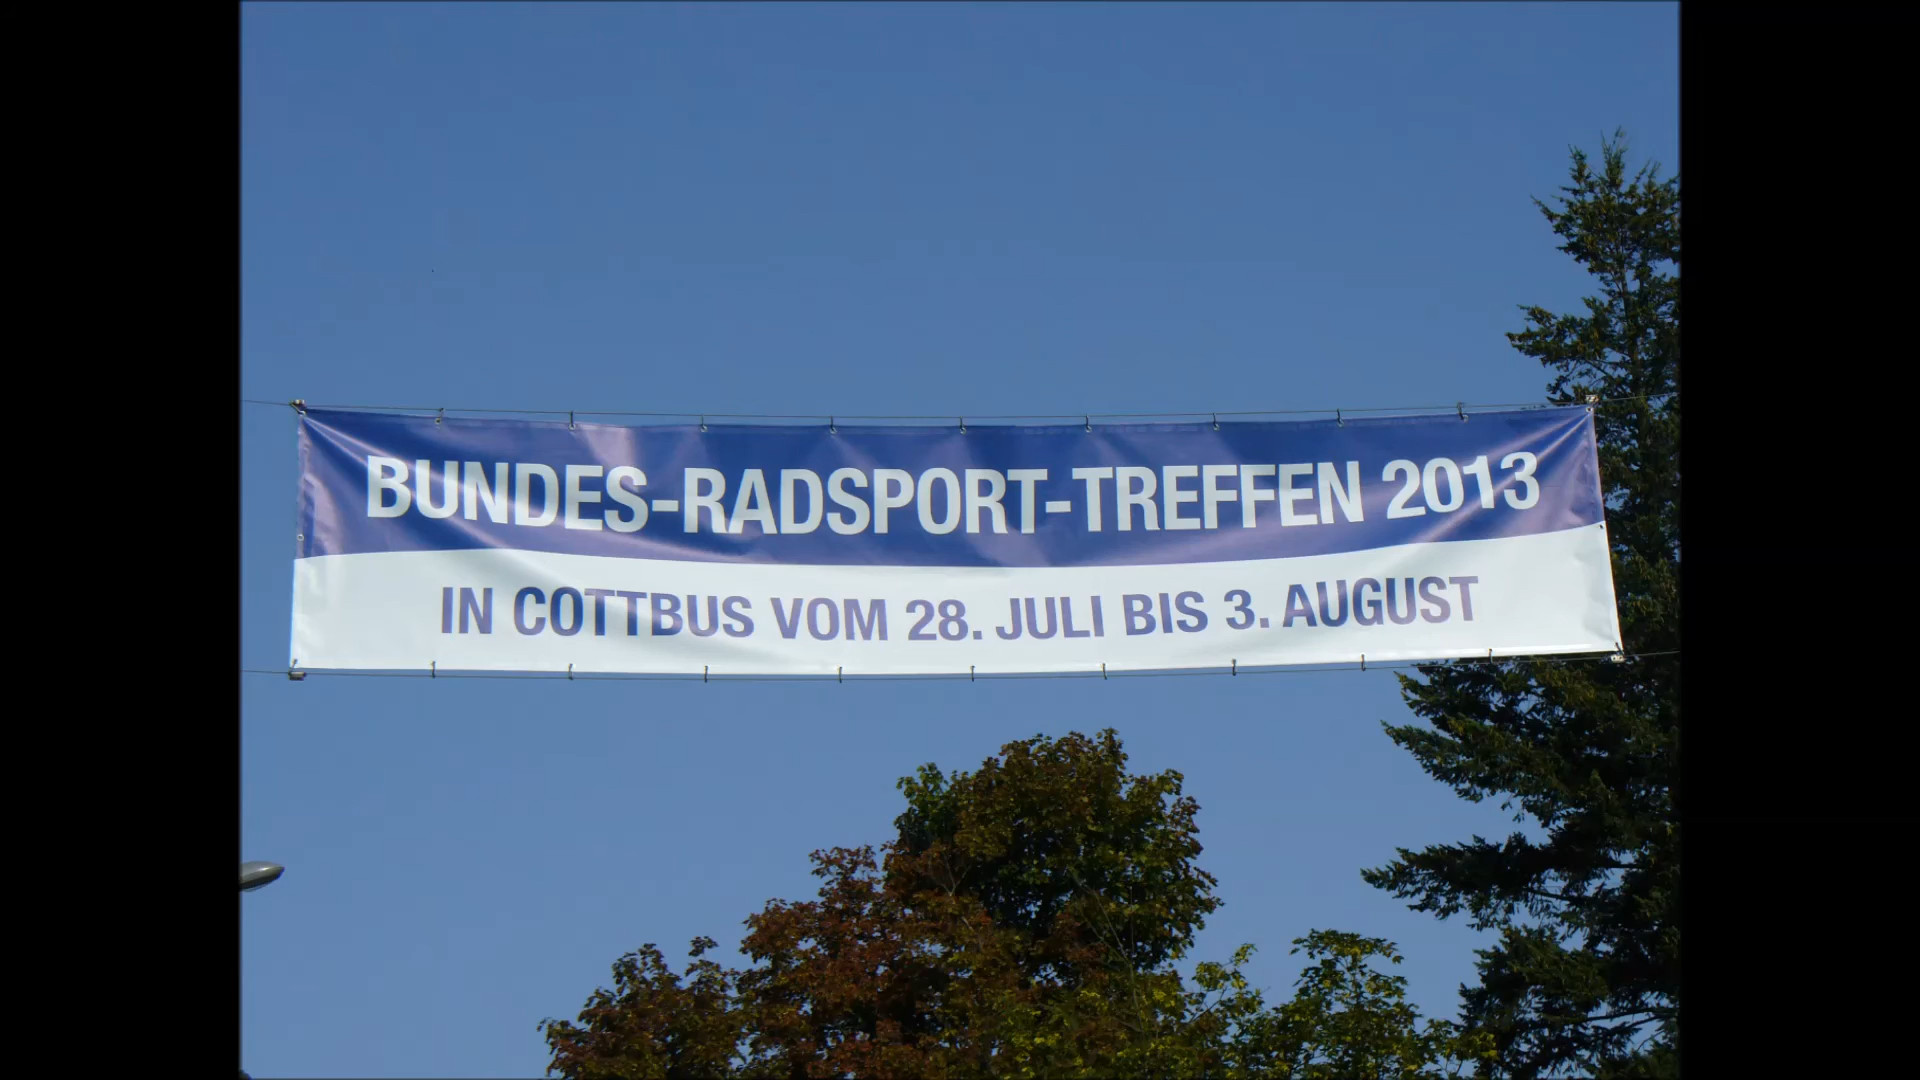 BUNDES-RADSPORT-TREFFEN 2013
IN COTTBUS VOM 28. JULI BIS 3. AUGUST